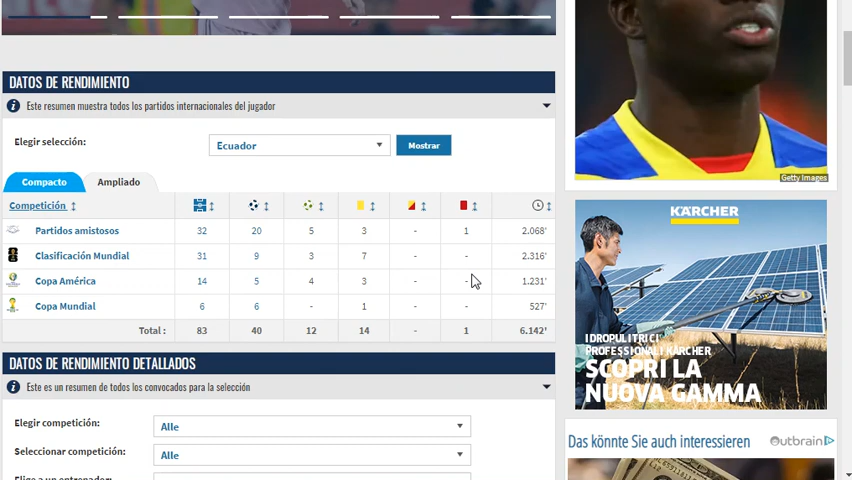 DATOS DE RENDIMIENTO
Este resumen muestra todos los partidos internacionales del jugador
Elegir selección:
Ecuador
Mostrar
Compacto
Ampliado
Competición
Partidos amistosos 32 20 5 3 - 1 2.068'
Clasificación Mundial 31 9 3 7 - - 2.316'
Copa América 14 5 4 3 - - 1.231'
Copa Mundial 6 6 - 1 - - 527'
Total : 83 40 12 14 - 1 6.142'
DATOS DE RENDIMIENTO DETALLADOS
Este es un resumen de todos los convocados para la selección
Elegir competición:
Alle
Seleccionar competición:
Alle
Elige a un entrenador:
Getty Images
KÄRCHER
IDROPULITRICI
PROFESSIONALI KÄRCHER
SCOPRI LA
NUOVA GAMMA
Das könnte Sie auch interessieren
Outbrain